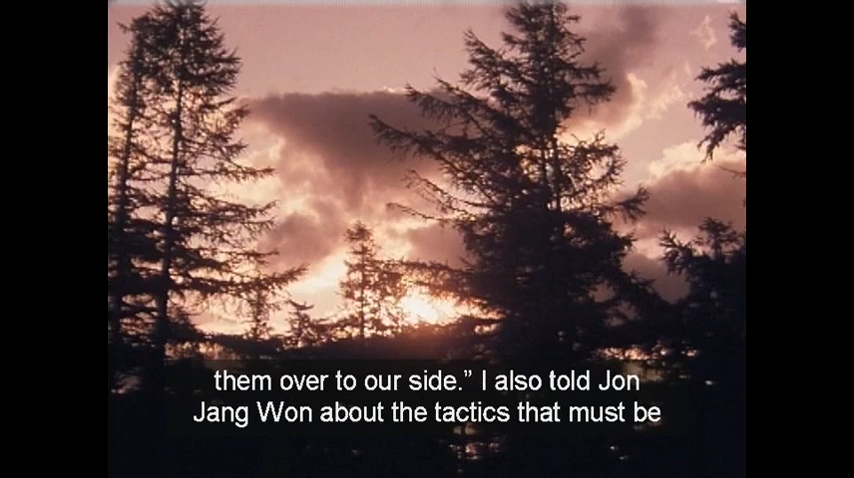 them over to our side.” I also told Jon
Jang Won about the tactics that must be